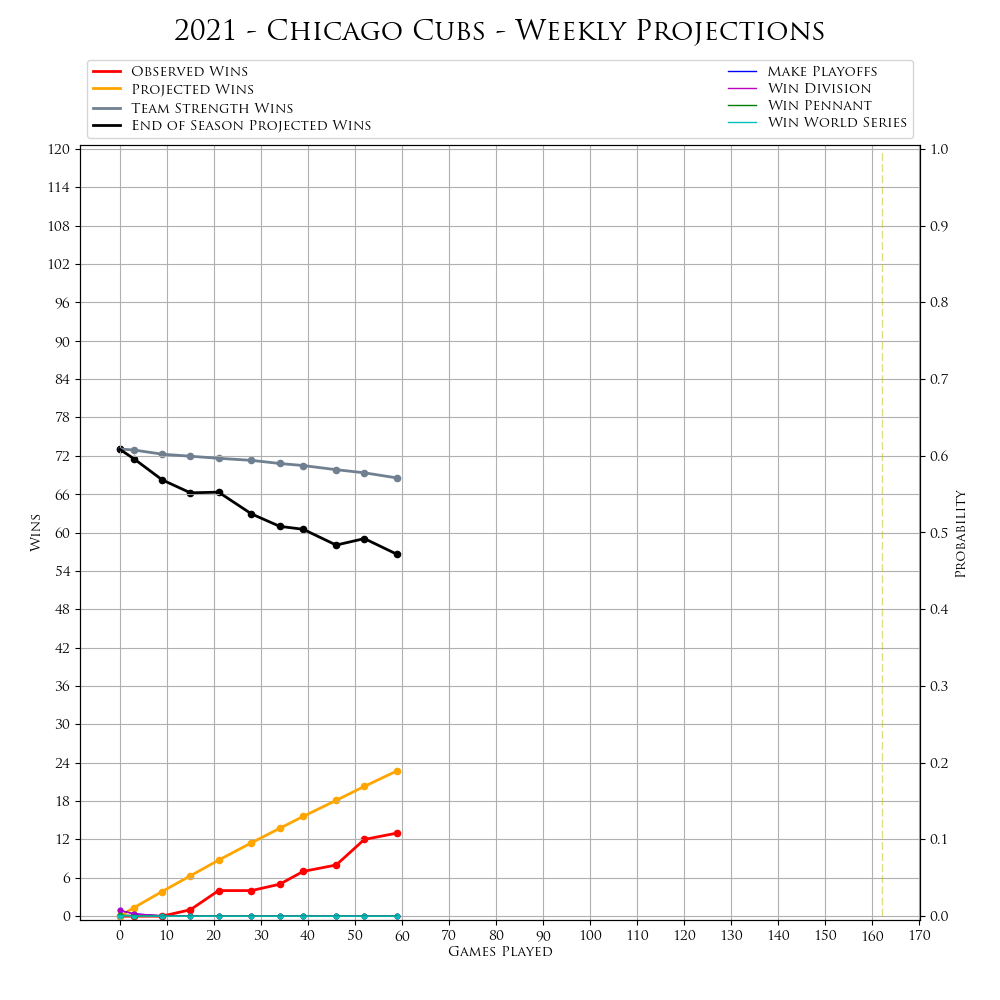 2021 - Chicago Cubs - Weekly Projections
Observed Wins
Projected Wins
Team Strength Wins
End of Season Projected Wins
Make Playoffs
Win Division
Win Pennant
Win World Series
120
114
108
102
96
90
84
78
72
66
60
54
48
42
36
30
24
18
12
6
0
Wins
1.0
0.9
0.8
0.7
0.6
0.5
0.4
0.3
0.2
0.1
0.0
Probability
0 10 20 30 40 50 60 70 80 90 100 110 120 130 140 150 160 170
Games Played